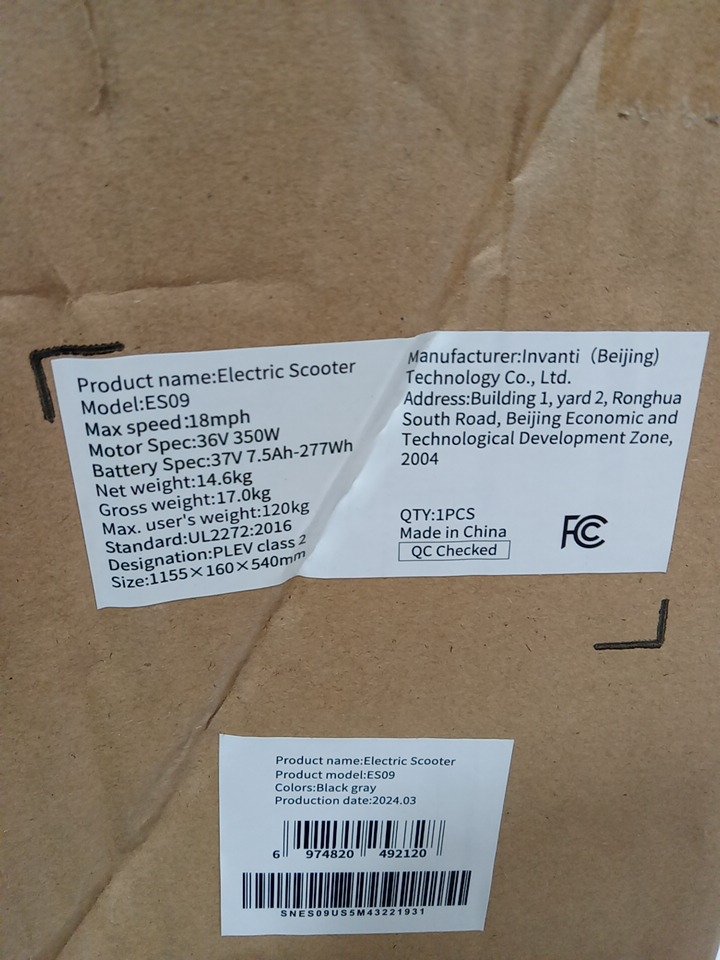 Product name:Electric Scooter
Model:ES09
Max speed:18mph
Motor Spec:36V 350W
Battery Spec:37V 7.5Ah-277Wh
Net weight:14.6kg
Gross weight:17.0kg
Max. user's weight:120kg
Standard:UL2272:2016
Designation:PLEV class 2
Size:1155×160×540mm
Manufacturer:Invanti（Beijing)
Technology Co., Ltd.
Address:Building 1, yard 2, Ronghua
South Road, Beijing Economic and
Technological Development Zone,
2004
QTY:1PCS
Made in China
QC Checked
FC
Product name:Electric Scooter
Product model:ES09
Colors:Black gray
Production date:2024.03
6 974820 492120
SNES09US5M43221931